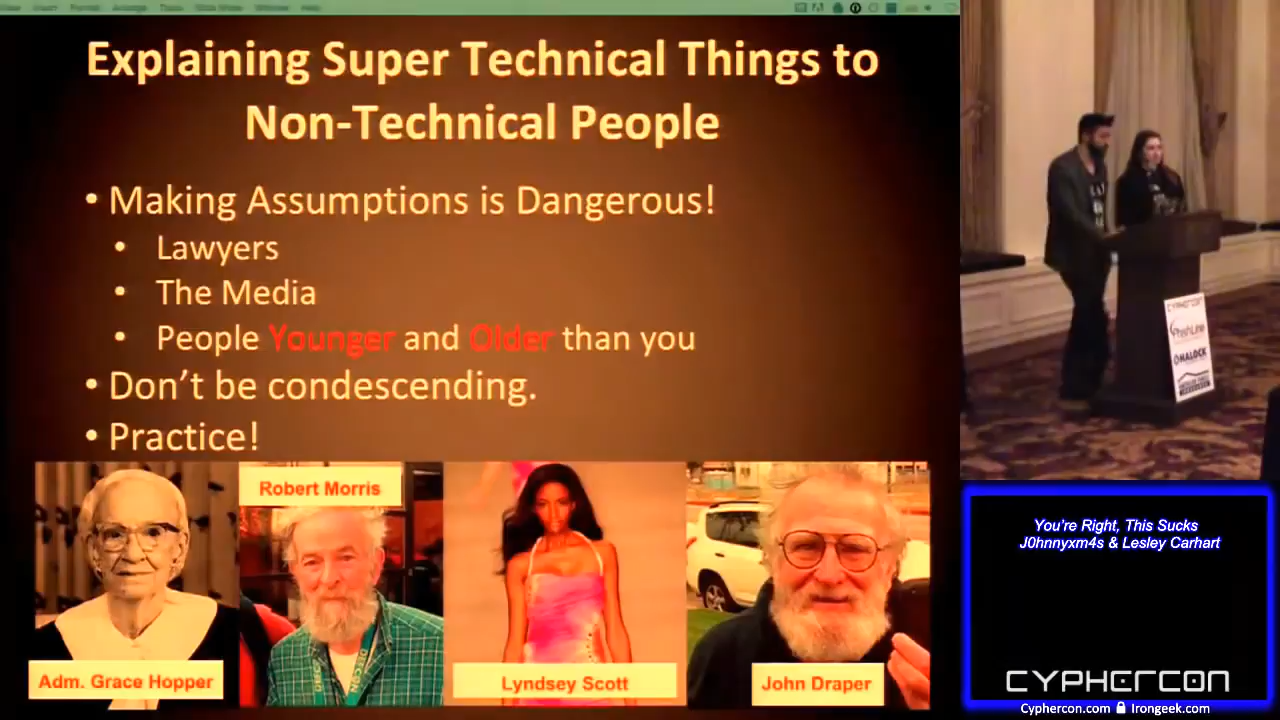 Explaining Super Technical Things to
Non-Technical People
• Making Assumptions is Dangerous!
• Lawyers
• The Media
• People Younger and Older than you
• Don't be condescending.
• Practice!
Robert Morris
Adm. Grace Hopper
Lyndsey Scott
John Draper
CYPHERCON
HALOCK
You're Right, This Sucks
J0hnnyxm4s & Lesley Carhart
CYPHERCON
Cyphercon.com Irongeek.com